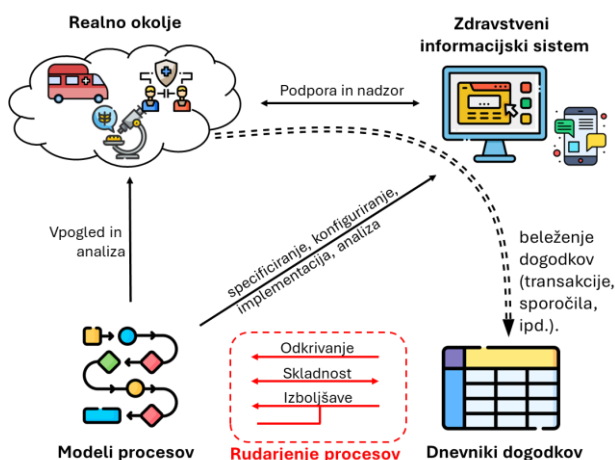 Realno okolje
Zdravstveni
informacijski sistem
Podpora in nadzor
Vpogled in
analiza
specificiranje, konfiguriranje,
implementacija, analiza
beleženje
dogodkov
(transakcije,
sporočila,
ipd.).
Odkrivanje
Skladnost
Izboljšave
Modeli procesov
Rudarjenje procesov
Dnevniki dogodkov